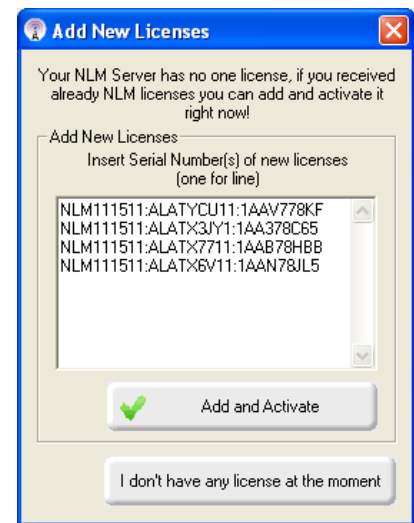 Add New Licenses
Your NLM Server has no one license, if you received
already NLM licenses you can add and activate it
right now!
Add New Licenses
Insert Serial Number(s) of new licenses
(one for line)
NLM111511:ALATYCU11:1AAV778KF
NLM111511:ALATX3JY1:1AA378C65
NLM111511:ALATX7711:1AAB78HBB
NLM111511:ALATX6V11:1AAN78JL5
Add and Activate
I don't have any license at the moment